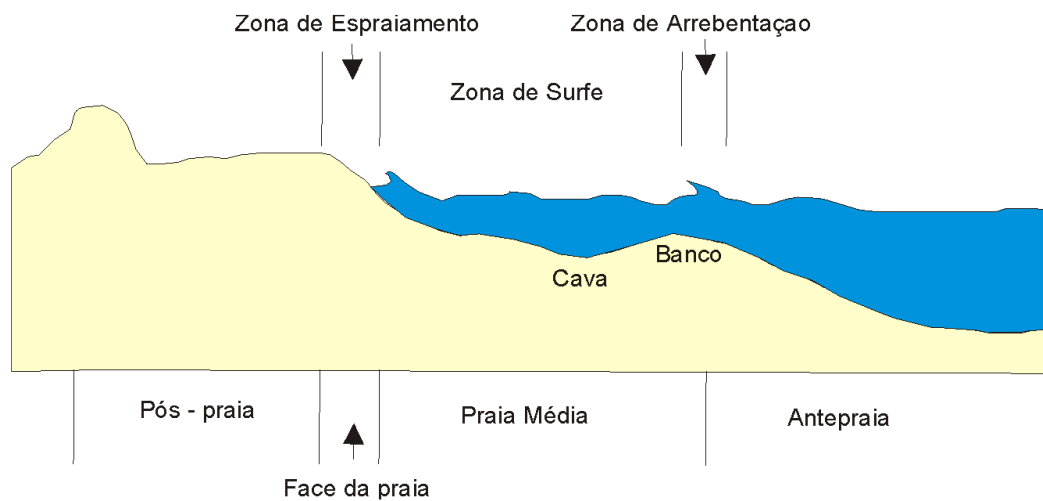 Zona de Espraiamento
Zona de Arrebentaçao
Zona de Surfe
Cava
Banco
Pós - praia
Praia Média
Antepraia
Face da praia